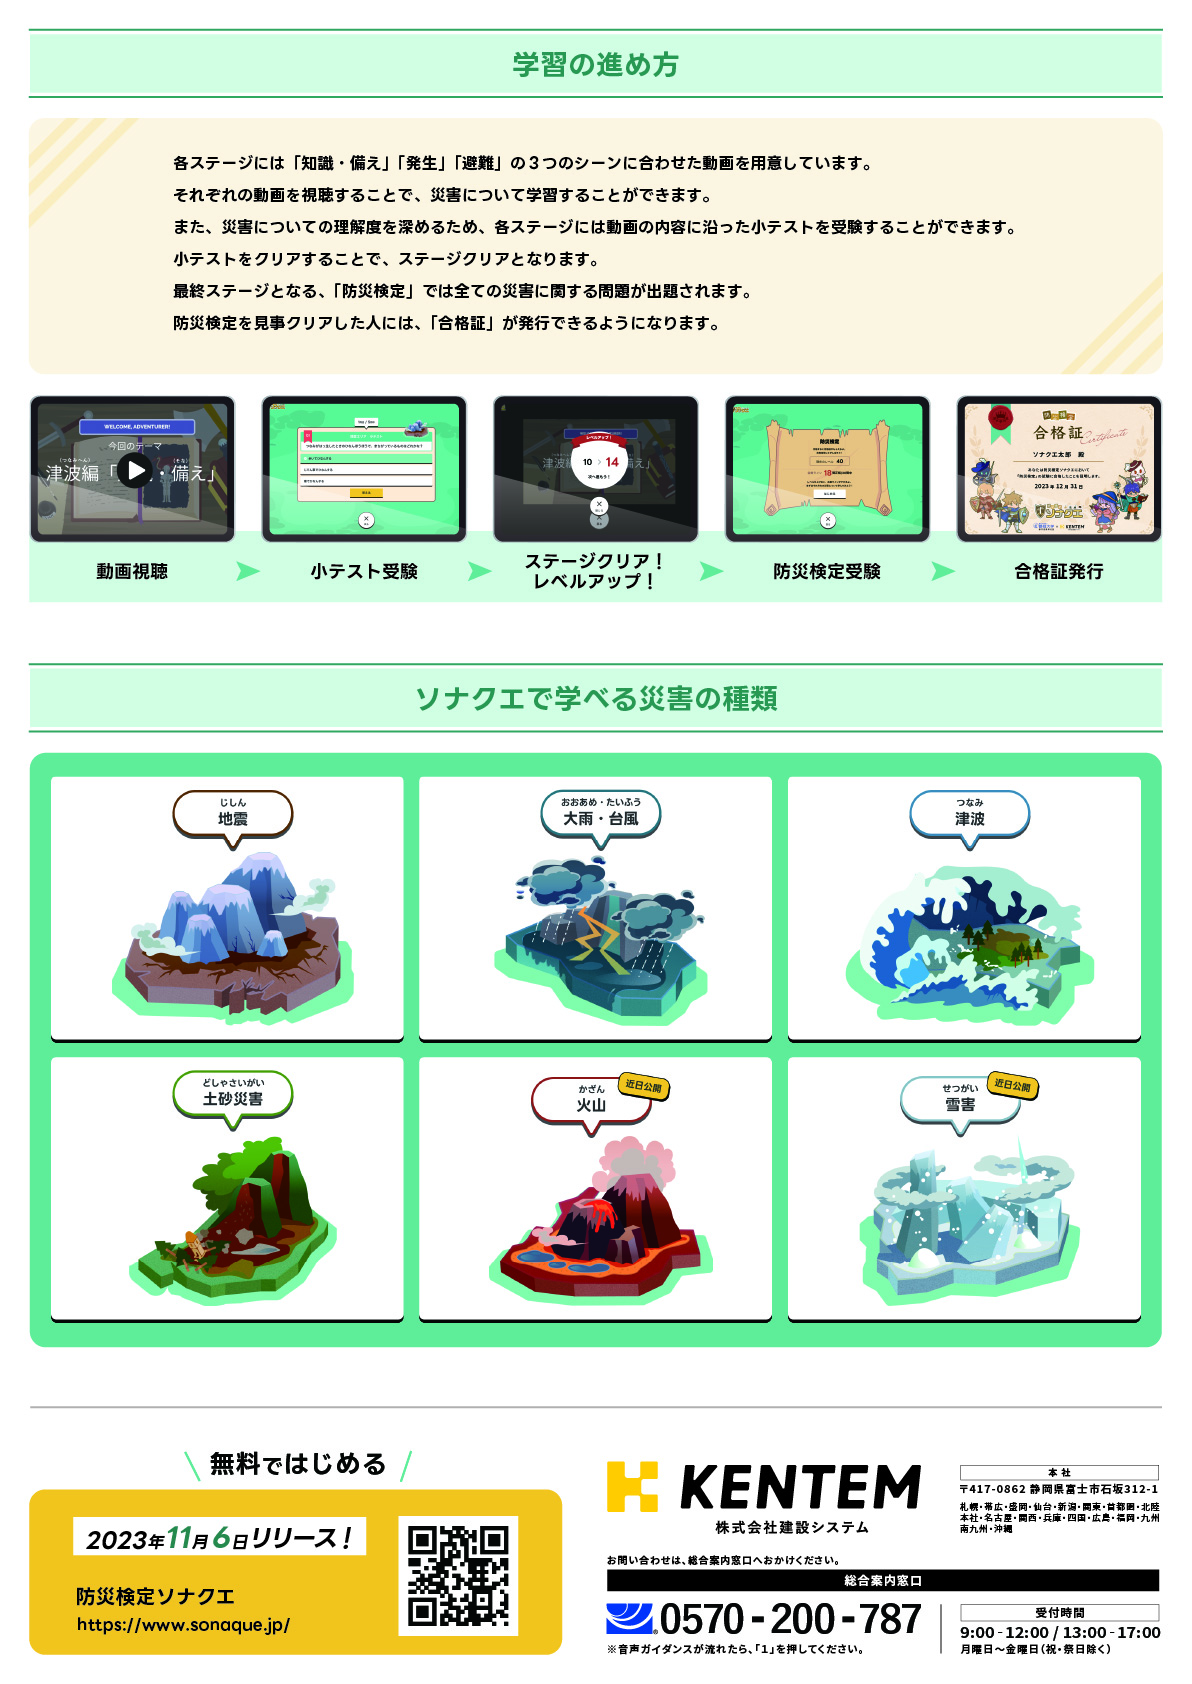 学習の進め方
各ステージには「知識・備え」「発生」「避難」の３つのシーンに合わせた動画を用意しています。
それぞれの動画を視聴することで、災害について学習することができます。
また、災害についての理解度を深めるため、各ステージには動画の内容に沿った小テストを受験することができます。
小テストをクリアすることで、ステージクリアとなります。
最終ステージとなる、「防災検定」では全ての災害に関する問題が出題されます。
防災検定を見事クリアした人には、「合格証」が発行できるようになります。
WELCOME, ADVENTURER!
今回のテーマ
津波編「
・備え」
レベルアップ！
10
14
次へ進もう！
防災検定
40
18
合格証
Certificate
ソナクエ太郎 殿
2023年12月31日
ソナクエ
KENTEM
動画視聴
小テスト受験
ステージクリア！
レベルアップ！
防災検定受験
合格証発行
ソナクエで学べる災害の種類
じしん
地震
おおあめ・たいふう
大雨・台風
つなみ
津波
どしゃさいがい
土砂災害
かざん
火山
近日公開
せつがい
雪害
近日公開
無料ではじめる
2023年11月6日リリース！
防災検定ソナクエ
https://www.sonaque.jp/
KENTEM
株式会社建設システム
本社
〒417-0862 静岡県富士市石坂312-1
札幌・帯広・盛岡・仙台・新潟・関東・首都圏・北陸
本社・名古屋・関西・兵庫・四国・広島・福岡・九州
南九州・沖縄
お問い合わせは、総合案内窓口へおかけください。
総合案内窓口
0570-200-787
※音声ガイダンスが流れたら、「1」を押してください。
受付時間
9:00-12:00 / 13:00-17:00
月曜日～金曜日（祝・祭日除く）